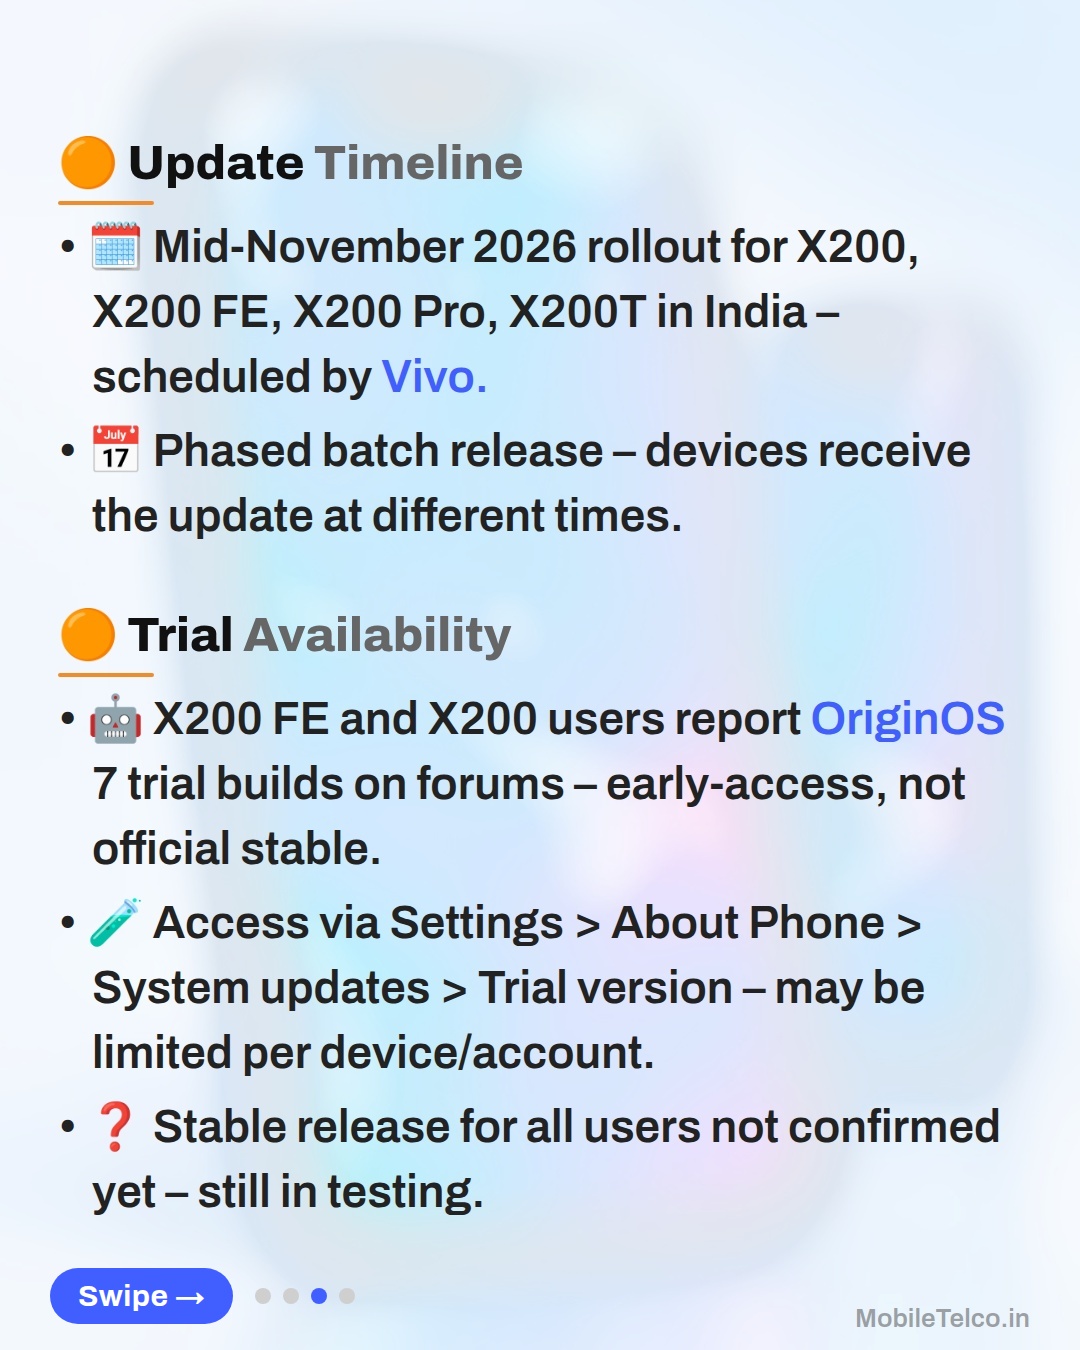 🟠 Update Timeline
• 🗓️ Mid-November 2026 rollout for X200,
X200 FE, X200 Pro, X200T in India –
scheduled by Vivo.
• 📅 Phased batch release – devices receive
the update at different times.
🟠 Trial Availability
• 🤖 X200 FE and X200 users report OriginOS
7 trial builds on forums – early-access, not
official stable.
• 🧪 Access via Settings > About Phone >
System updates > Trial version – may be
limited per device/account.
• ❓ Stable release for all users not confirmed
yet – still in testing.
Swipe →
MobileTelco.in